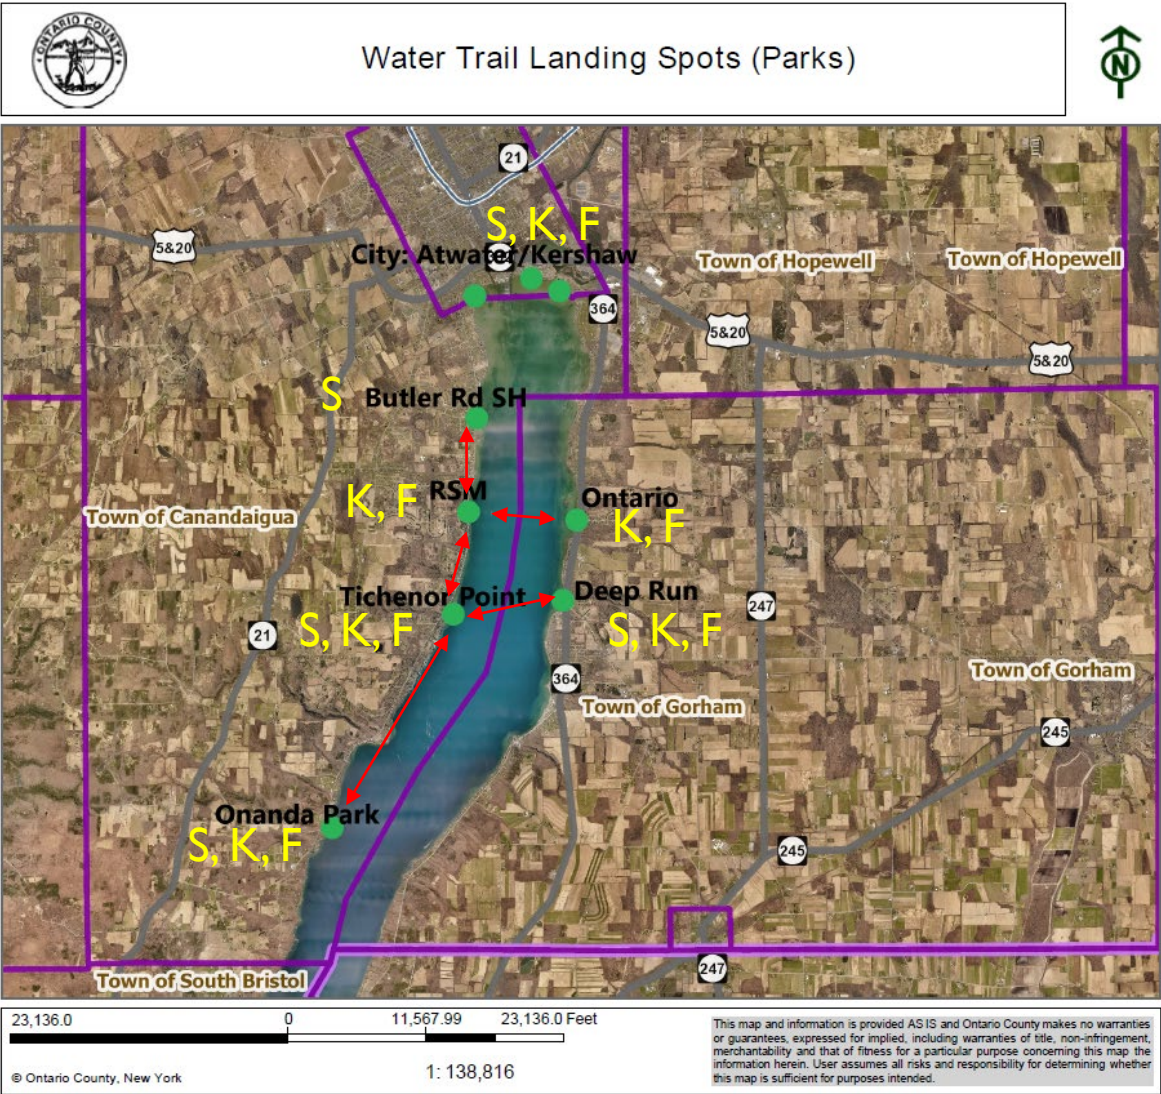 ONTARIO COUNTY
Water Trail Landing Spots (Parks)
N
21
S, K, F
5&20
City: Atwater/Kershaw
Town of Hopewell
Town of Hopewell
364
5&20
5&20
S
Butler Rd SH
RSM
K, F
Ontario
K, F
Town of Canandaigua
Tichenor Point
Deep Run
S, K, F
S, K, F
247
21
364
Town of Gorham
Town of Gorham
245
Onanda Park
S, K, F
245
247
Town of South Bristol
23,136.0 0 11,567.99 23,136.0 Feet
1: 138,816
© Ontario County, New York
This map and information is provided AS IS and Ontario County makes no warranties
or guarantees, expressed for implied, including warranties of title, non-infringement,
merchantability and that of fitness for a particular purpose concerning this map the
information herein. User assumes all risks and responsibility for determining whether
this map is sufficient for purposes intended.